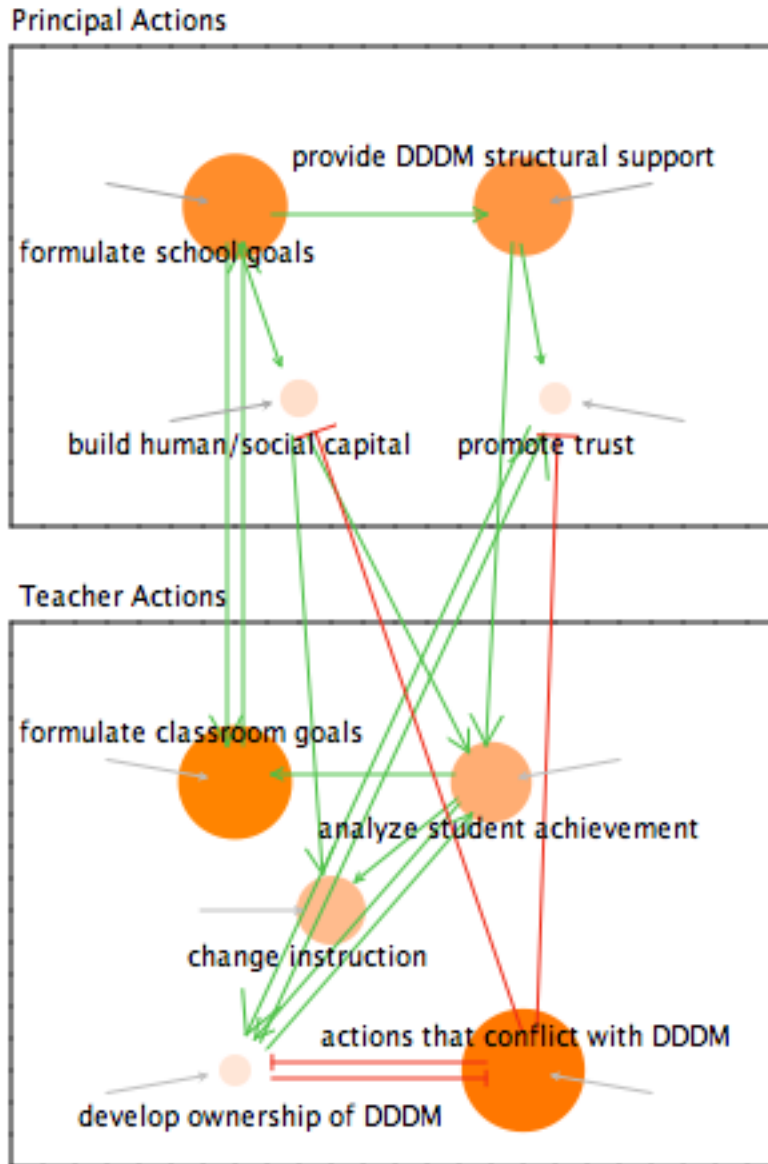 Principal Actions
provide DDDM structural support
formulate school goals
build human/social capital
promote trust
Teacher Actions
formulate classroom goals
analyze student achievement
change instruction
actions that conflict with DDDM
develop ownership of DDDM